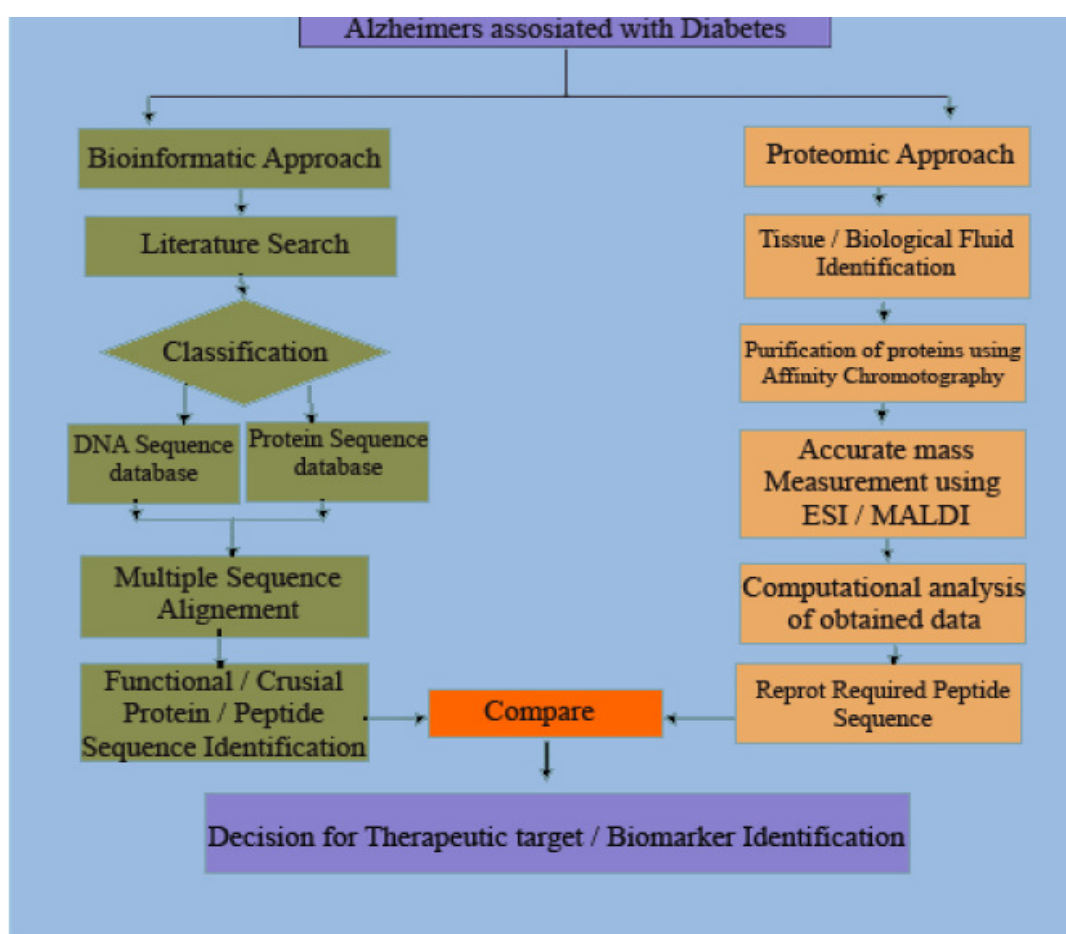 Alzheimers assosiated with Diabetes
Bioinformatic Approach
Literature Search
Classification
DNA Sequence
database
Protein Sequence
database
Multiple Sequence
Alignement
Functional / Crusial
Protein / Peptide
Sequence Identification
Proteomic Approach
Tissue / Biological Fluid
Identification
Purification of proteins using
Affinity Chromotography
Accurate mass
Measurement using
ESI / MALDI
Computational analysis
of obtained data
Reprot Required Peptide
Sequence
Compare
Decision for Therapeutic target / Biomarker Identification